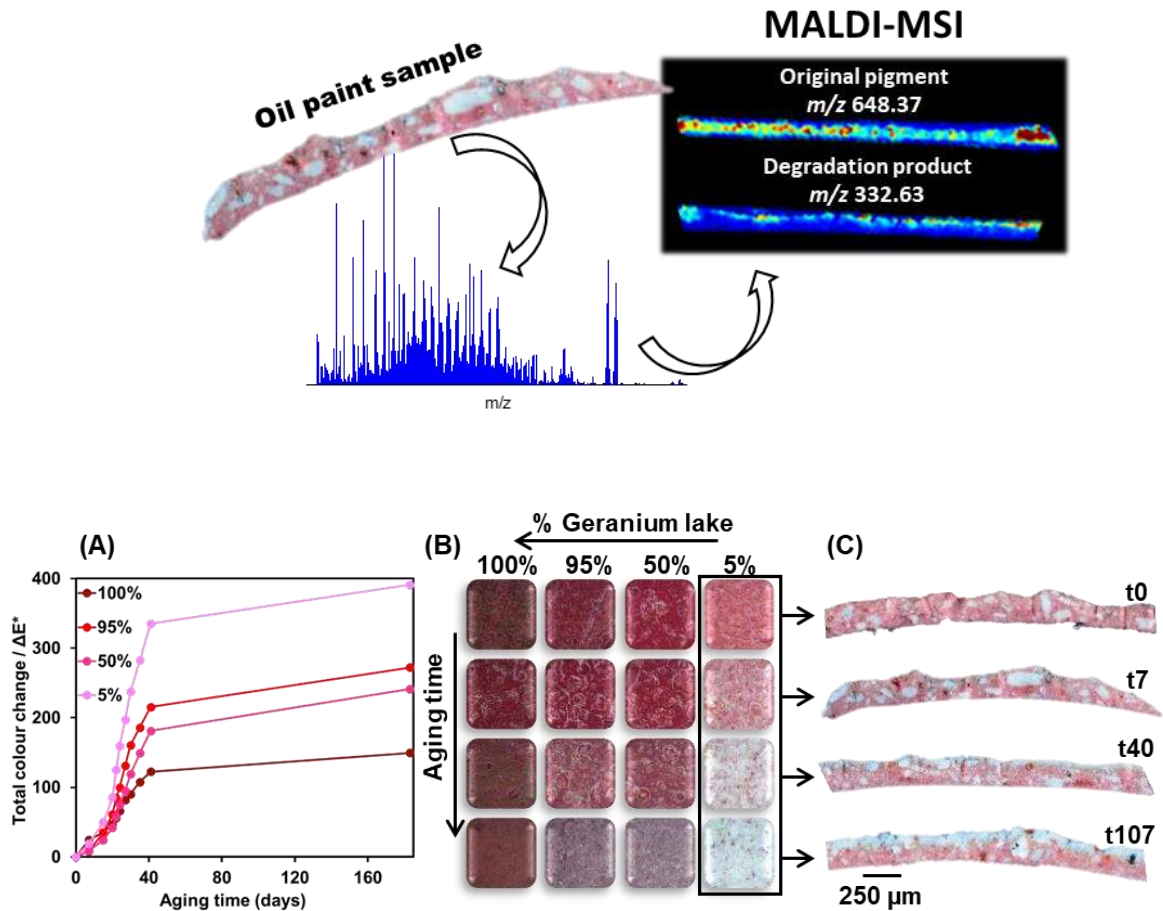 MALDI-MSI
Oil paint sample
Original pigment
m/z 648.37
Degradation product
m/z 332.63
m/z
(A)
400
300
200
100
0
Total colour change / ΔE*
100%
95%
50%
5%
0 40 80 120 160
Aging time (days)
(B)
% Geranium lake
100% 95% 50% 5%
Aging time
(C)
t0
t7
t40
t107
250 µm